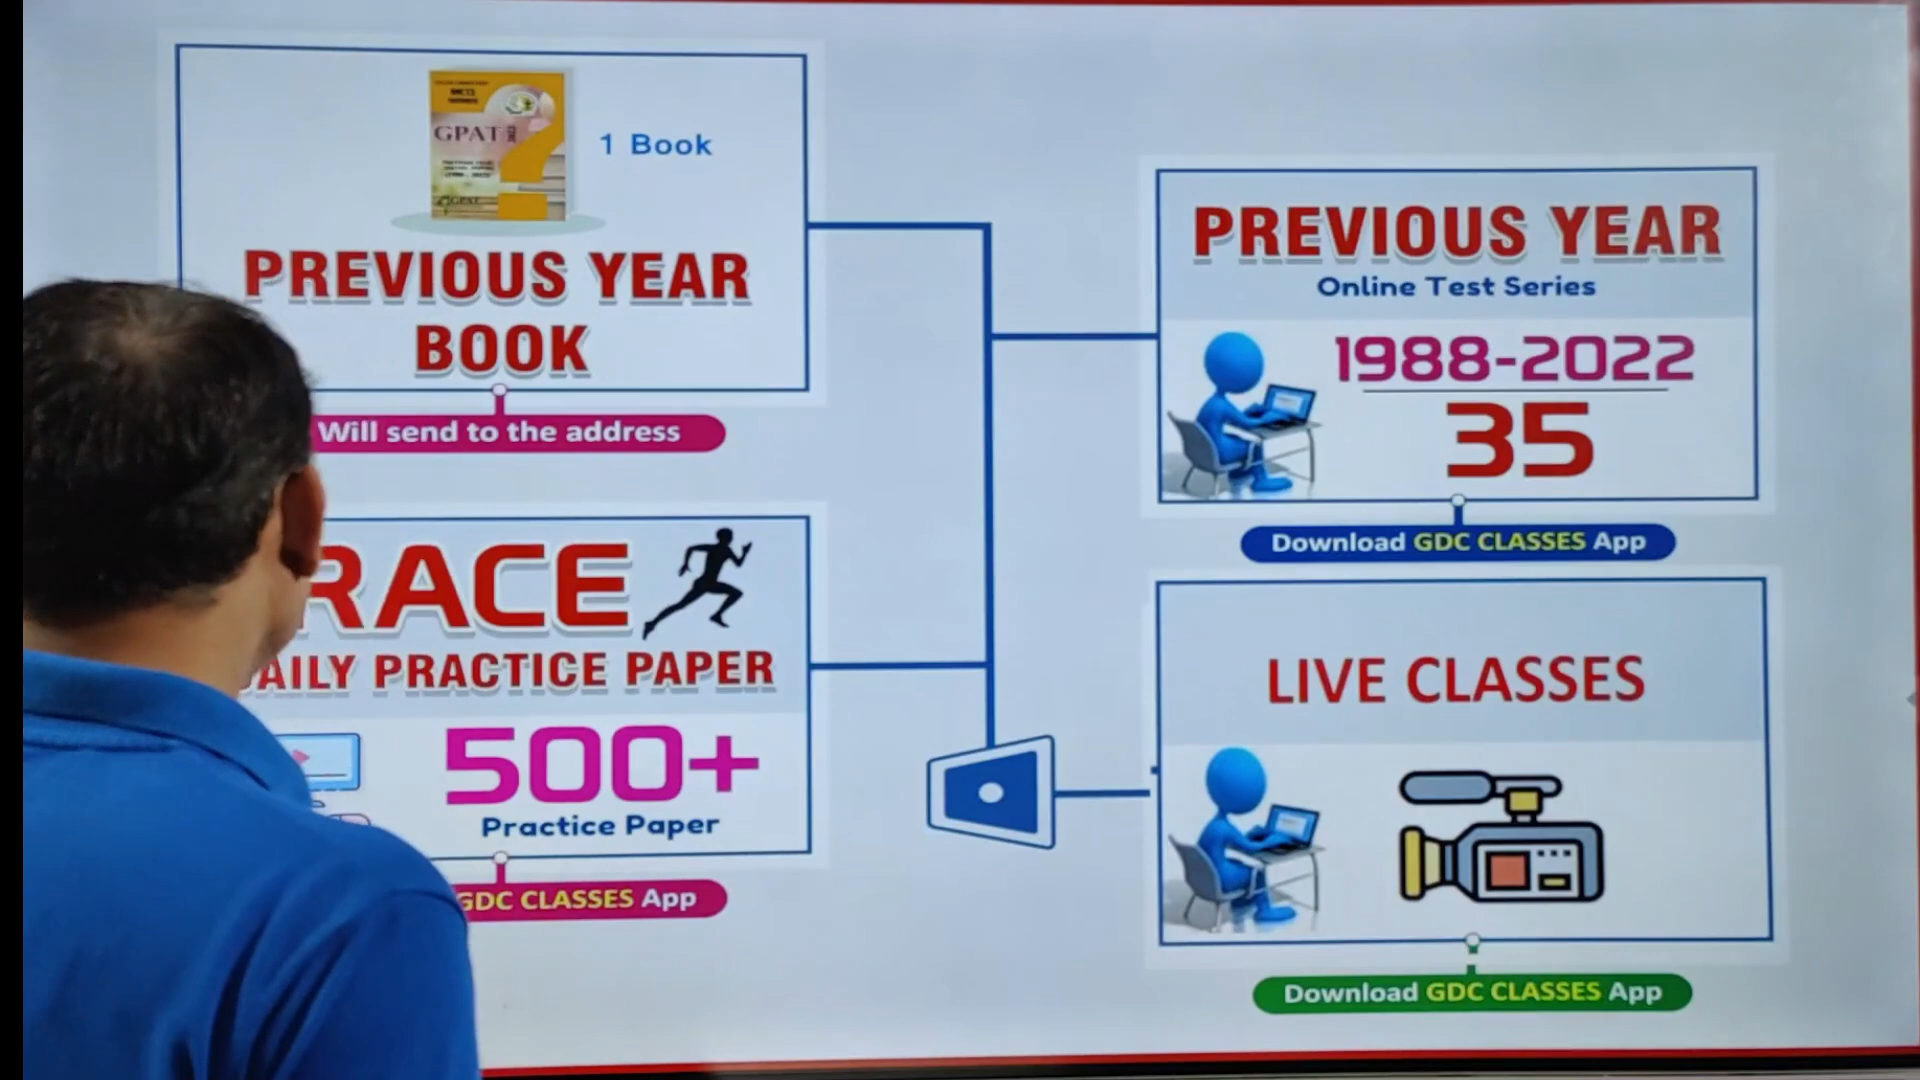 GPAT
1 Book
PREVIOUS YEAR
BOOK
Will send to the address
RACE
AILY PRACTICE PAPER
500+
Practice Paper
GDC CLASSES App
PREVIOUS YEAR
Online Test Series
1988-2022
35
Download GDC CLASSES App
LIVE CLASSES
Download GDC CLASSES App